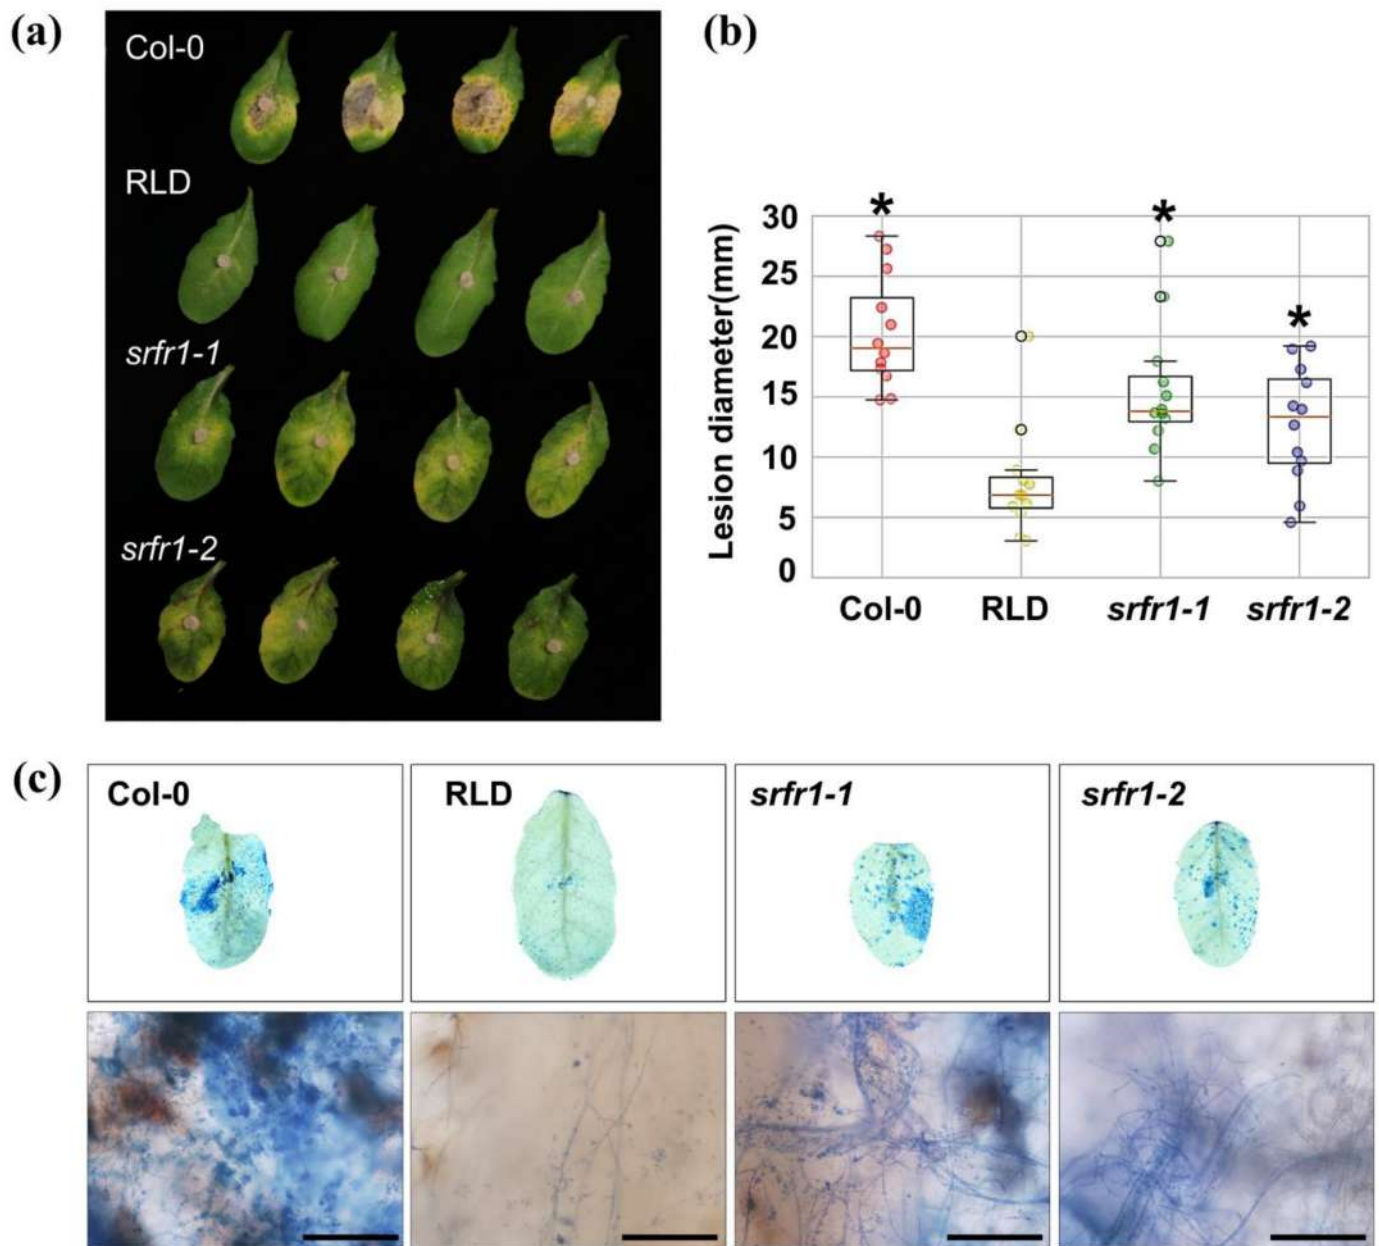 (a)
Col-0
RLD
srfr1-1
srfr1-2
(b)
Lesion diameter(mm)
30
25
20
15
10
5
0
*
*
*
Col-0
RLD
srfr1-1
srfr1-2
(c)
Col-0
RLD
srfr1-1
srfr1-2